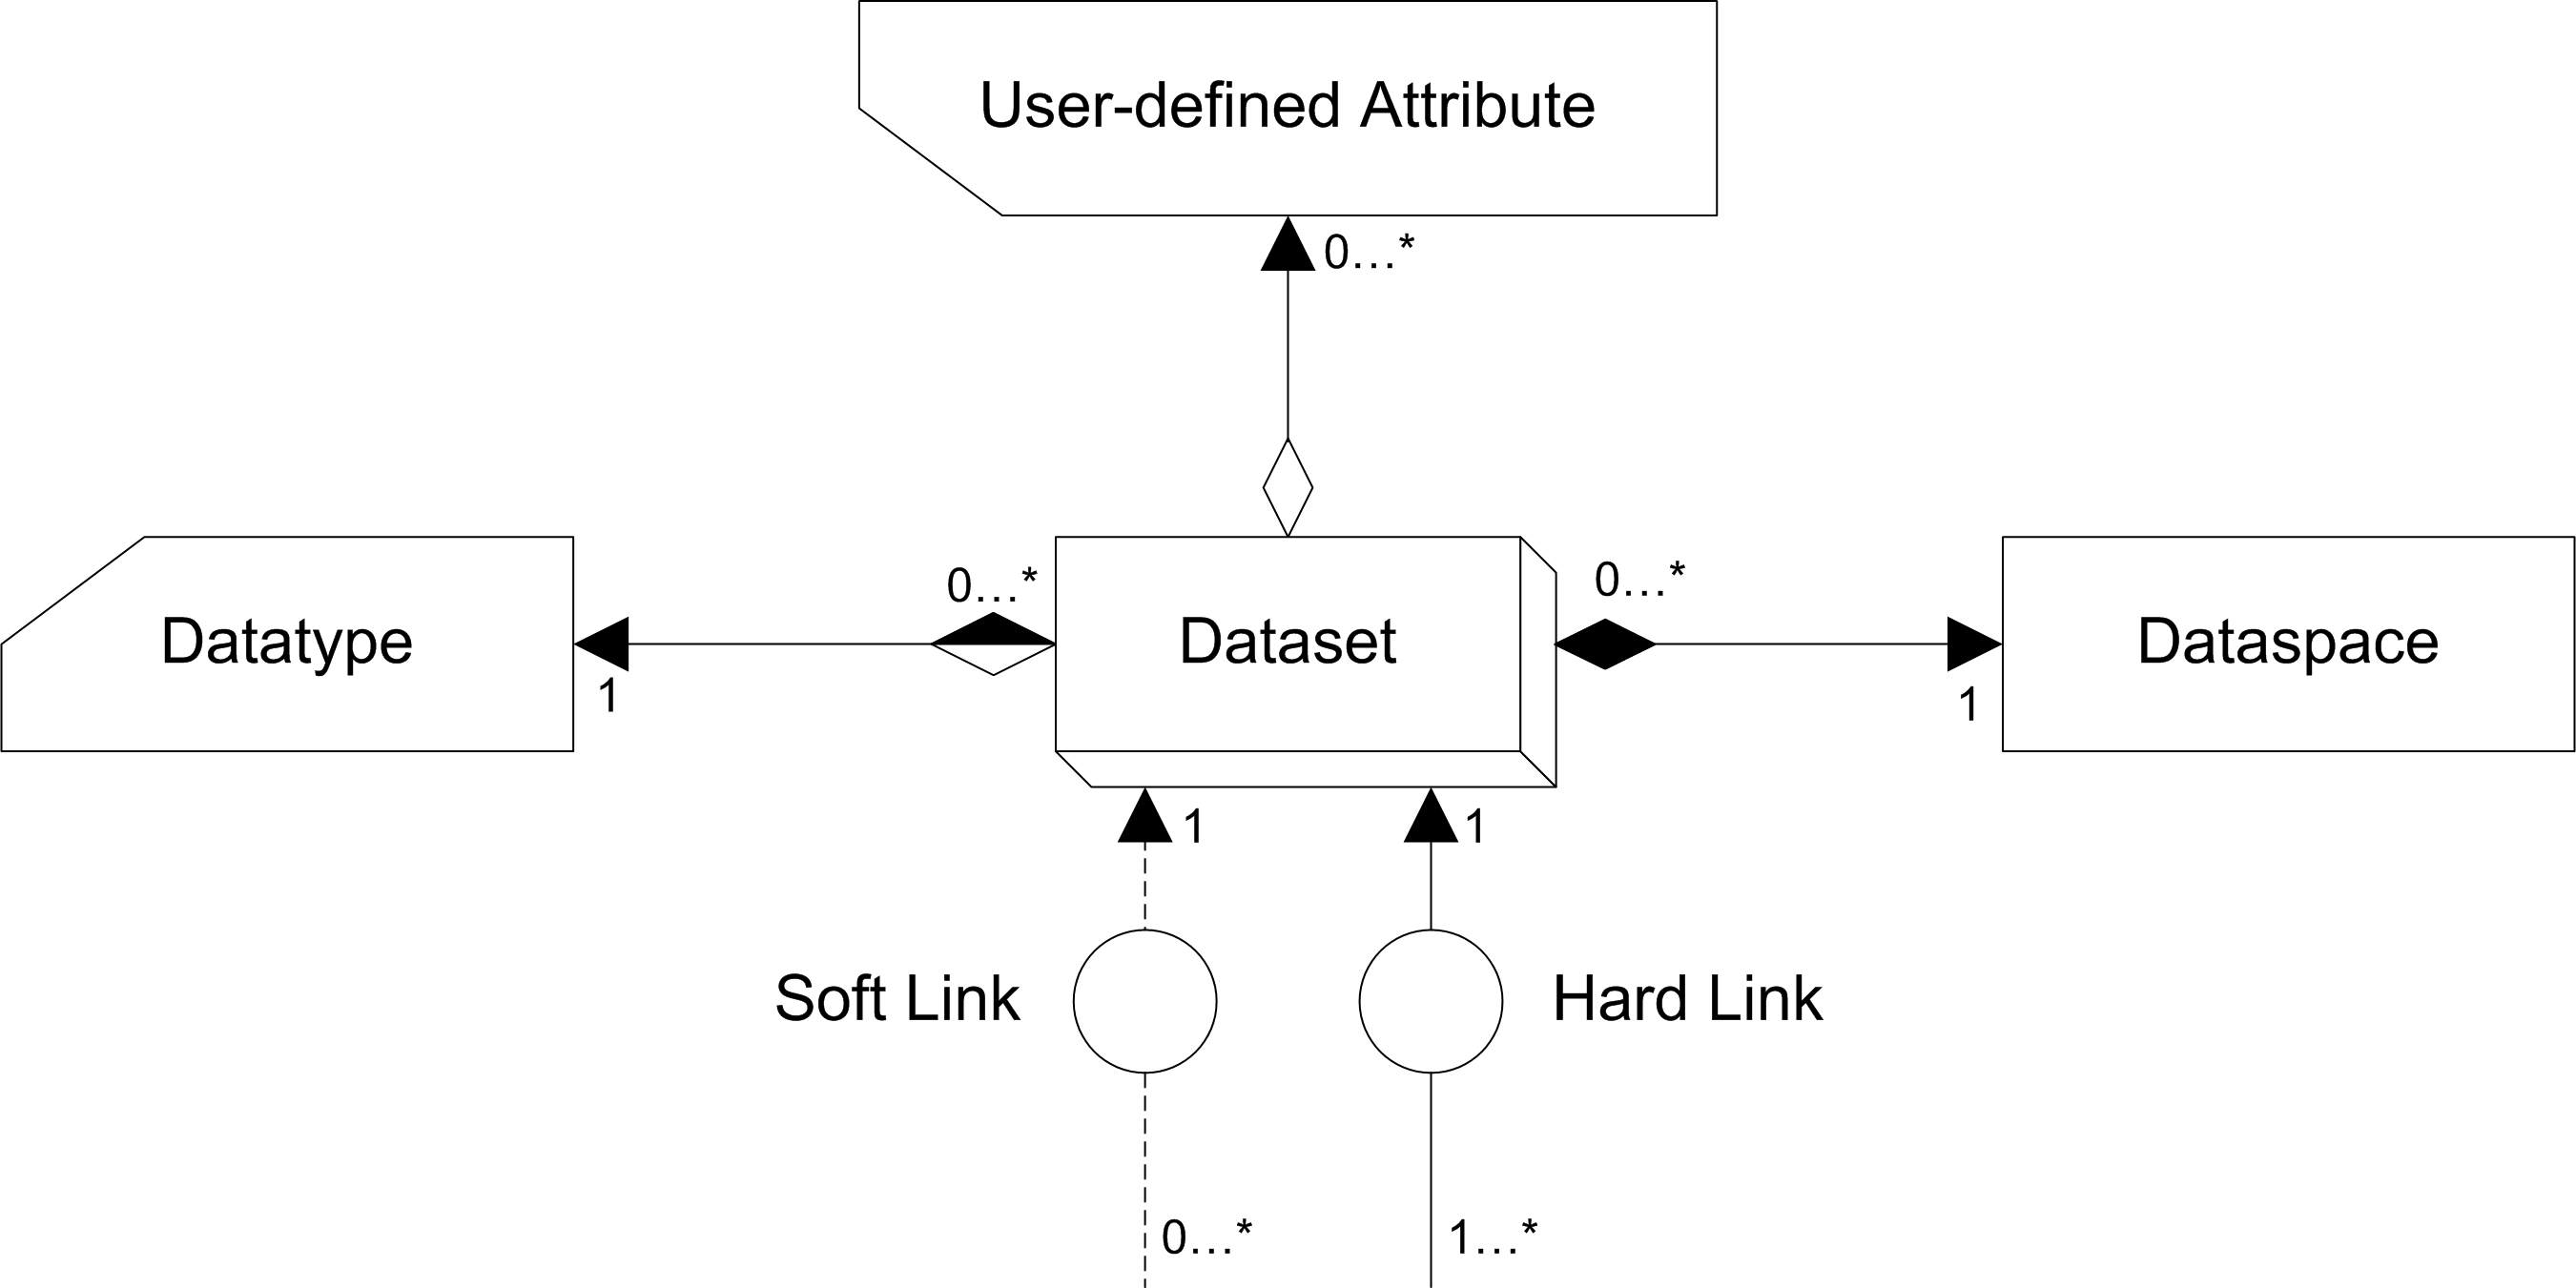 User-defined Attribute
0...*
0...*
0...*
Datatype
Dataset
Dataspace
1
1
1
1
Soft Link
Hard Link
0...*
1...*